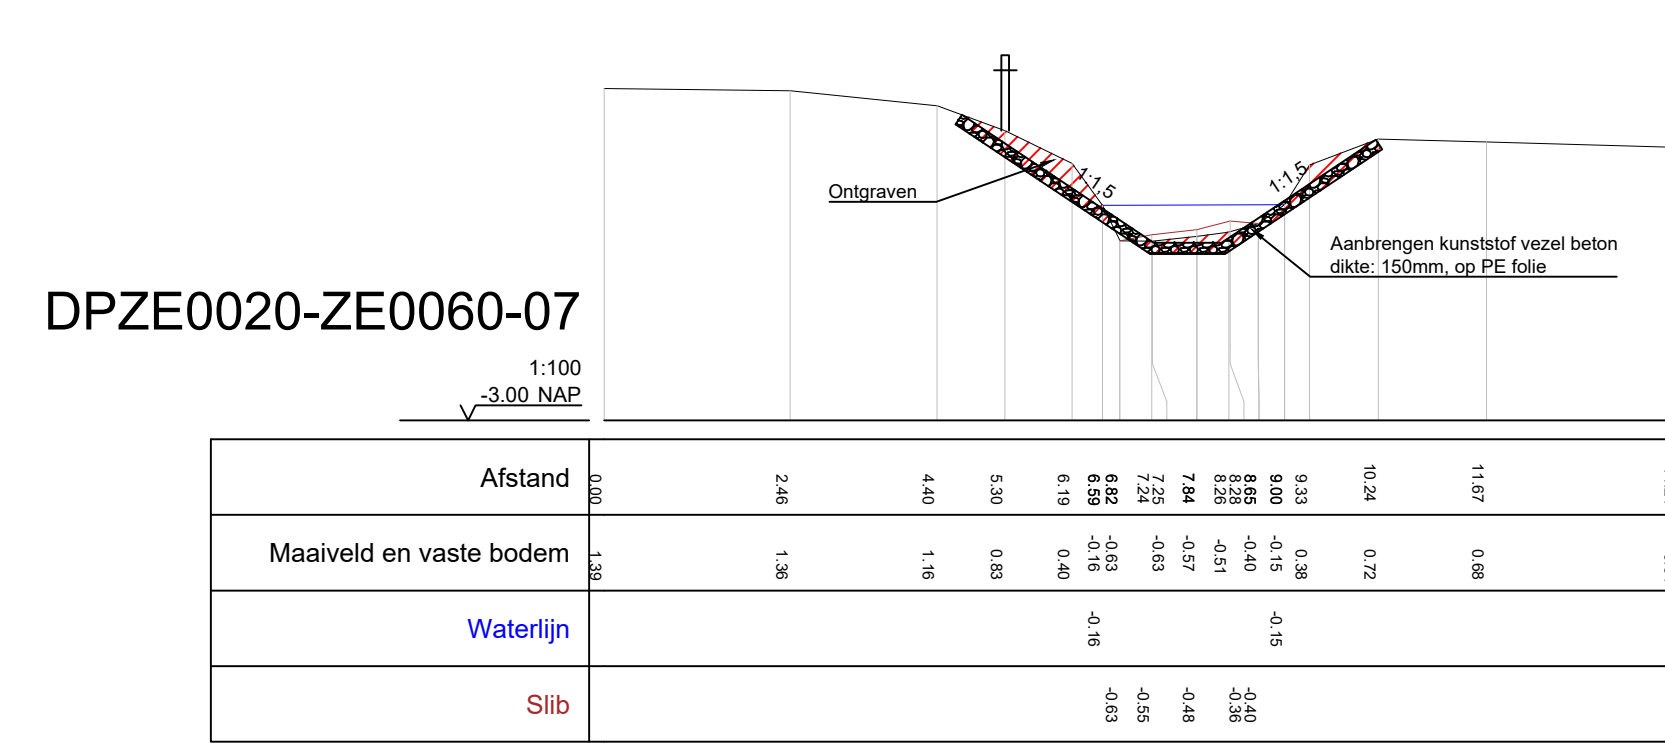 1:1,5
1:1,5
Ontgraven
Aanbrengen kunststof vezel beton
dikte: 150mm, op PE folie
DPZE0020-ZE0060-07
1:100
-3.00 NAP
Afstand 0.00 2.46 4.40 5.30 6.19 6.59 6.82 7.24 7.25 7.84 8.26 8.28 8.65 9.00 9.33 10.24 11.67
Maaiveld en vaste bodem 1.39 1.36 1.16 0.83 0.40 -0.16 -0.63 -0.63 -0.57 -0.51 -0.40 -0.15 0.38 0.72 0.68
Waterlijn -0.16 -0.15
Slib -0.63 -0.55 -0.48 -0.36 -0.40